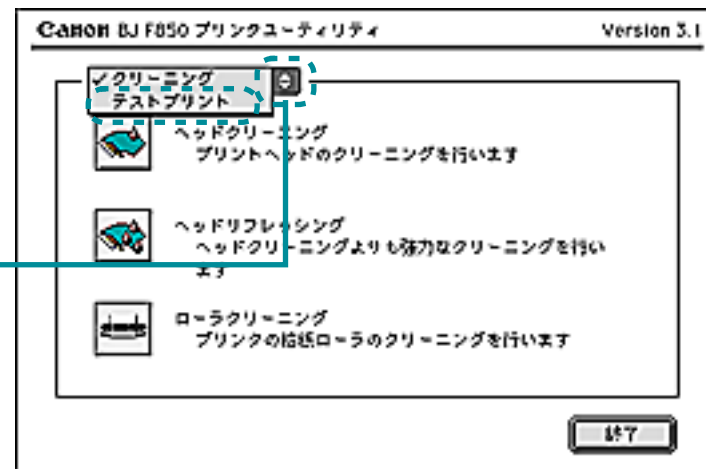 Canon BJ F850 プリンタユーティリティ Version 3.1
✓クリーニング
テストプリント
ヘッドクリーニング
プリントヘッドのクリーニングを行います
ヘッドリフレッシング
ヘッドクリーニングよりも強力なクリーニングを行い
ます
ローラクリーニング
プリンタの給紙ローラのクリーニングを行います
終了